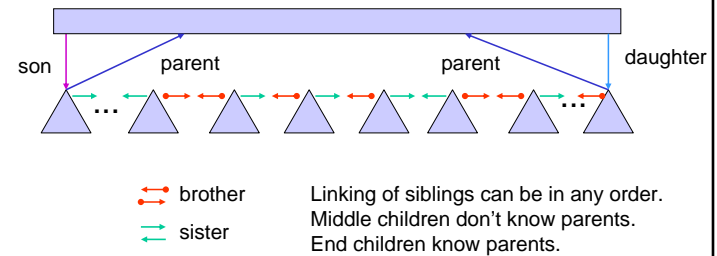 son
parent
parent
daughter
...
...
brother
sister
Linking of siblings can be in any order.
Middle children don't know parents.
End children know parents.